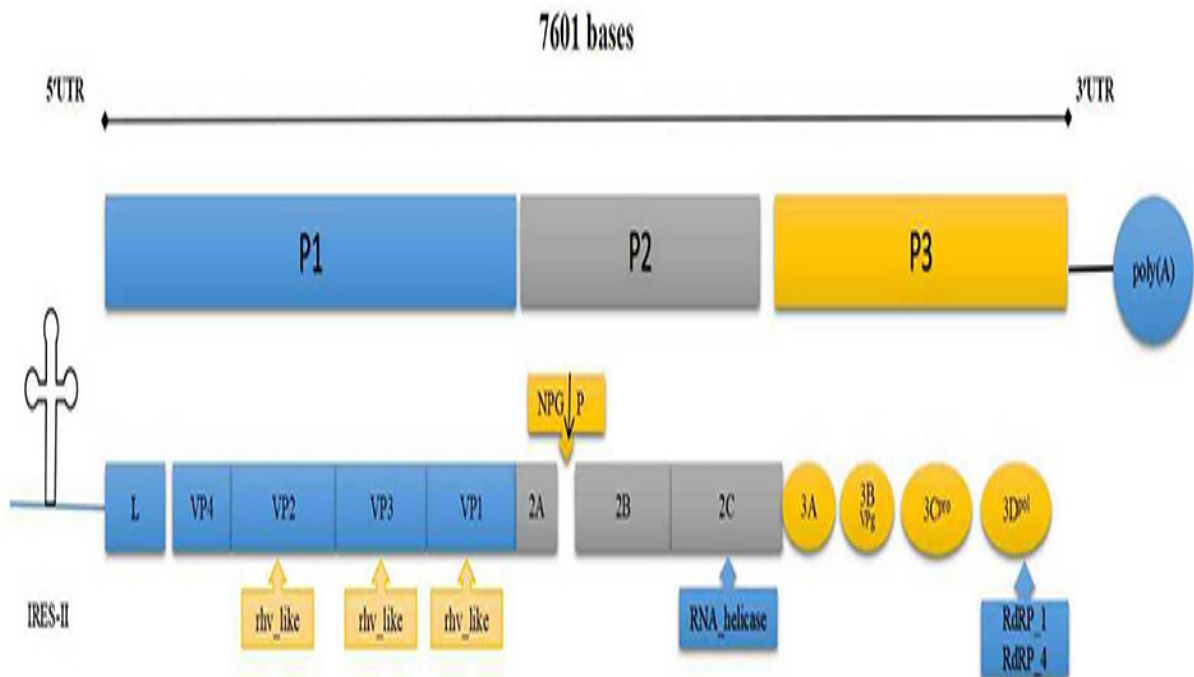 7601 bases
5'UTR
3'UTR
P1
P2
P3
poly(A)
NPG P
L
VP4
VP2
VP3
VP1
2A
2B
2C
3A
3B
VPg
3Cpro
3Dpol
IRES-II
rhv_like
rhv_like
rhv_like
RNA_helicase
RdRP_1
RdRP_4